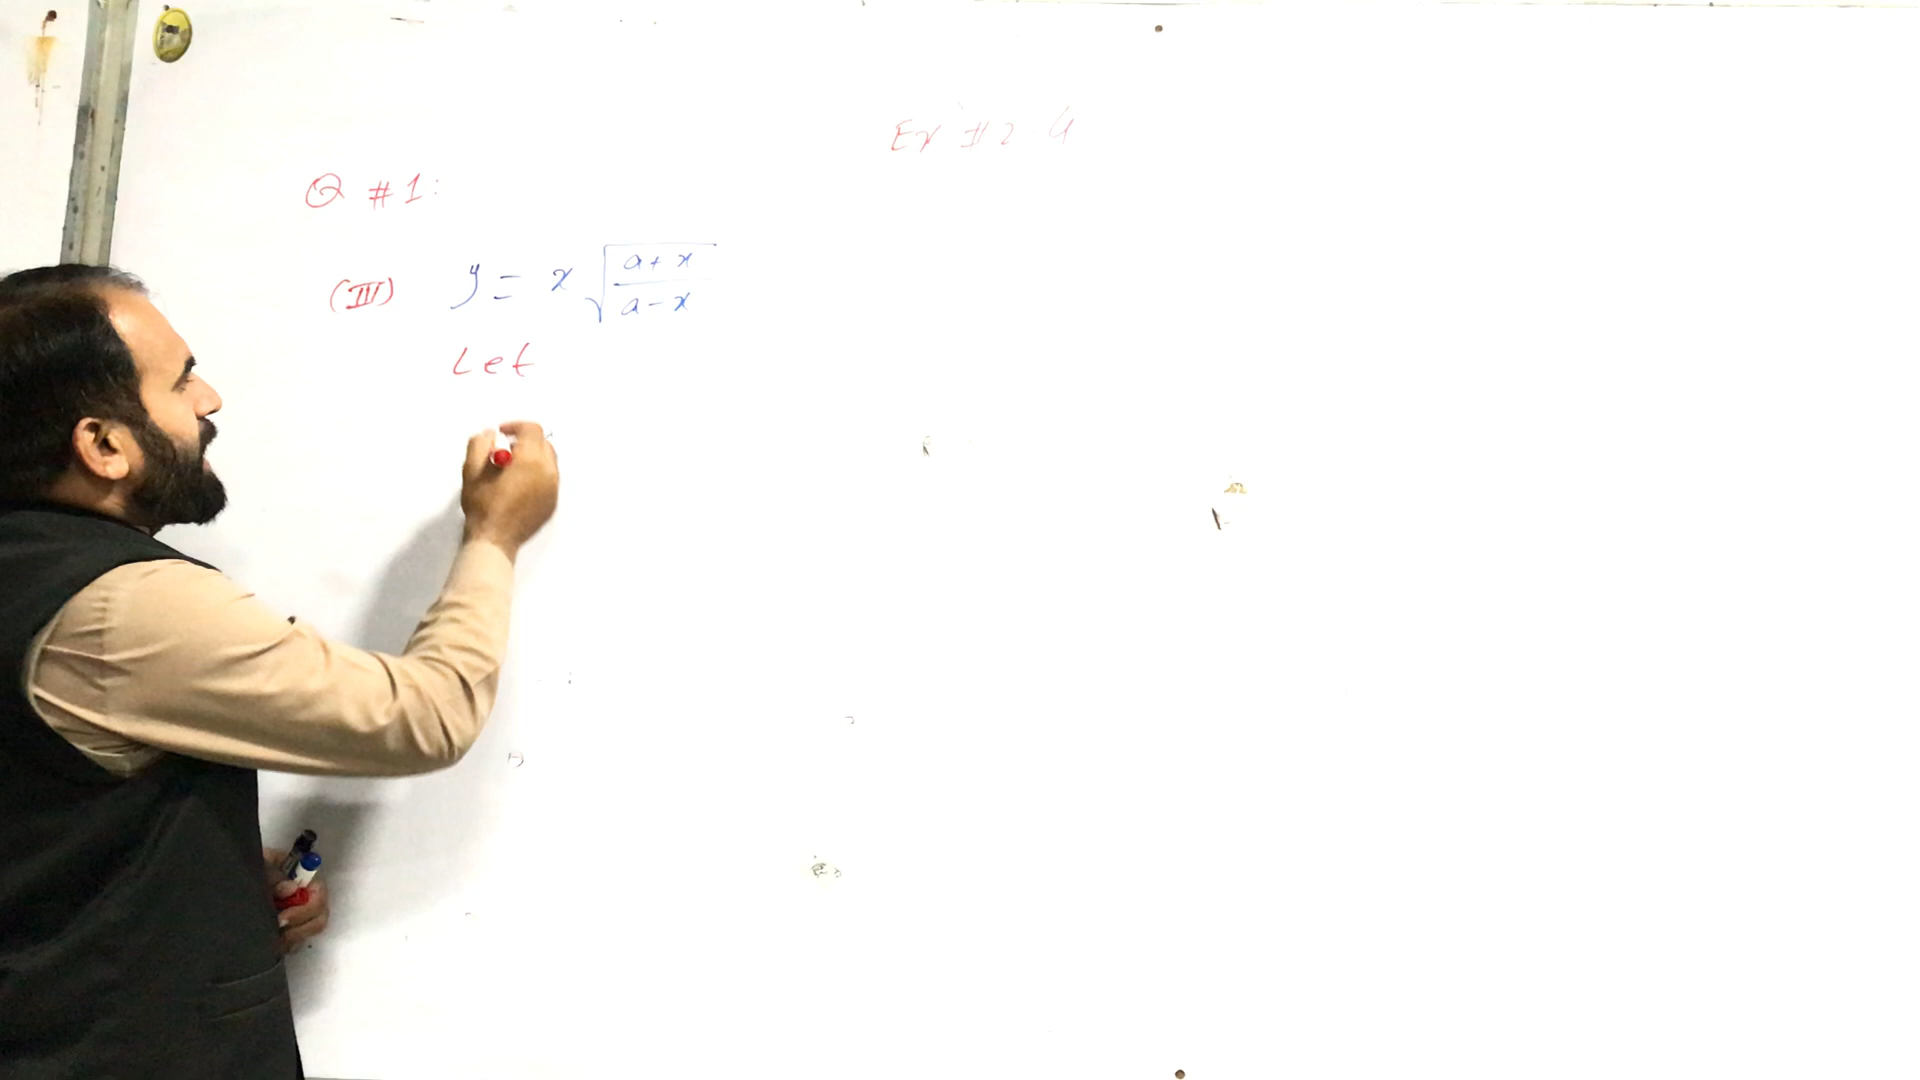 Ex # 2 4
Q # 1:
(III) y = x √((a + x)/(a - x))
Let